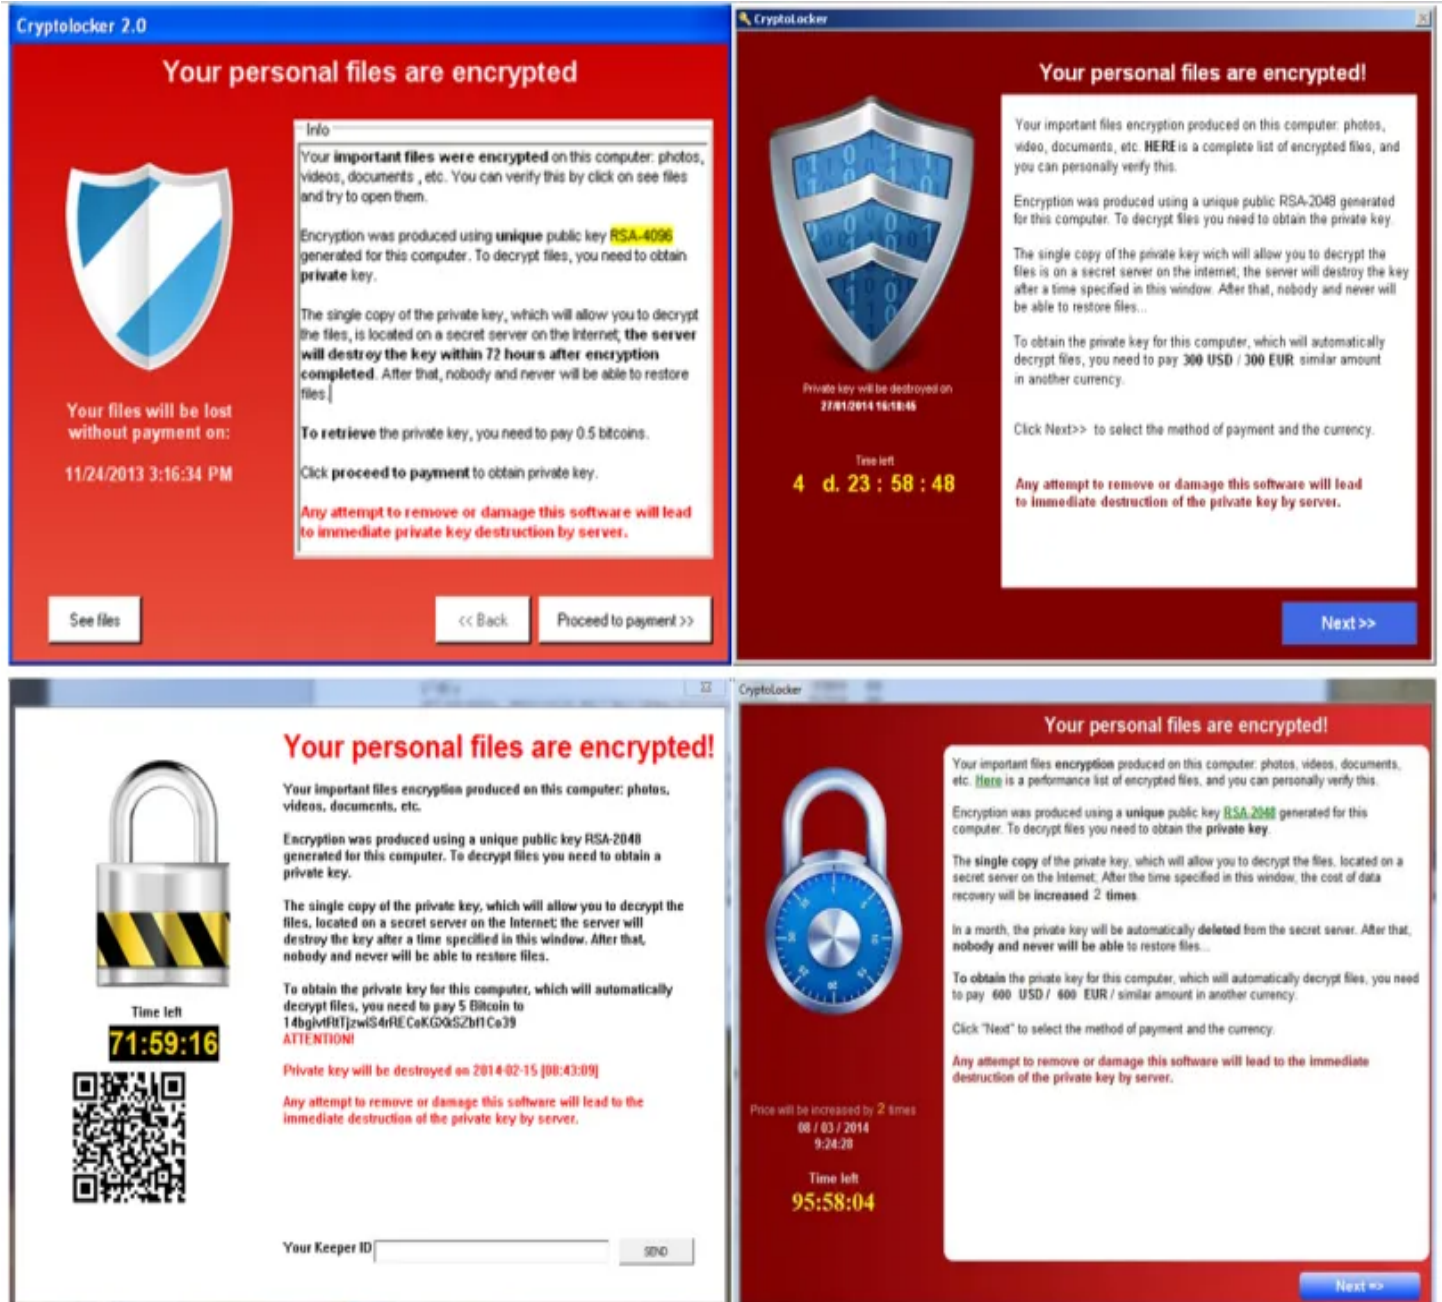 Cryptolocker 2.0
Your personal files are encrypted
Info
Your important files were encrypted on this computer: photos,
videos, documents , etc. You can verify this by click on see files
and try to open them.
Encryption was produced using unique public key RSA-4096
generated for this computer. To decrypt files, you need to obtain
private key.
The single copy of the private key, which will allow you to decrypt
the files, is located on a secret server on the Internet; the server
will destroy the key within 72 hours after encryption
completed. After that, nobody and never will be able to restore
files.
To retrieve the private key, you need to pay 0.5 bitcoins.
Click proceed to payment to obtain private key.
Any attempt to remove or damage this software will lead
to immediate private key destruction by server.
Your files will be lost
without payment on:
11/24/2013 3:16:34 PM
See files
<< Back
Proceed to payment >>
CryptoLocker
Your personal files are encrypted!
Your important files encryption produced on this computer: photos,
video, documents, etc. HERE is a complete list of encrypted files, and
you can personally verify this.
Encryption was produced using a unique public RSA-2048 generated
for this computer. To decrypt files you need to obtain the private key.
The single copy of the private key wich will allow you to decrypt the
files is on a secret server on the internet; the server will destroy the key
after a time specified in this window. After that, nobody and never will
be able to restore files...
To obtain the private key for this computer, which will automatically
decrypt files, you need to pay 300 USD / 300 EUR similar amount
in another currency.
Click Next>> to select the method of payment and the currency.
Any attempt to remove or damage this software will lead
to immediate destruction of the private key by server.
Private key will be destroyed on
27/01/2014 16:18:45
Time left
4 d. 23 : 58 : 48
Next >>
Your personal files are encrypted!
Your important files encryption produced on this computer: photos,
videos, documents, etc.
Encryption was produced using a unique public key RSA-2048
generated for this computer. To decrypt files you need to obtain a
private key.
The single copy of the private key, which will allow you to decrypt the
files, located on a secret server on the Internet; the server will
destroy the key after a time specified in this window. After that,
nobody and never will be able to restore files.
To obtain the private key for this computer, which will automatically
decrypt files, you need to pay 5 Bitcoin to
ATTENTION!
Private key will be destroyed on 2014-02-15 [08:43:09]
Any attempt to remove or damage this software will lead to the
immediate destruction of the private key by server.
Time left
71:59:16
Your Keeper ID
SEND
CryptoLocker
Your personal files are encrypted!
Your important files encryption produced on this computer: photos, videos, documents,
etc. Here is a performance list of encrypted files, and you can personally verify this.
Encryption was produced using a unique public key RSA-2048 generated for this
computer. To decrypt files you need to obtain the private key.
The single copy of the private key, which will allow you to decrypt the files, located on a
secret server on the Internet; After the time specified in this window, the cost of data
recovery will be increased 2 times.
In a month, the private key will be automatically deleted from the secret server. After that,
nobody and never will be able to restore files...
To obtain the private key for this computer, which will automatically decrypt files, you need
to pay 600 USD / 600 EUR / similar amount in another currency.
Click "Next" to select the method of payment and the currency.
Any attempt to remove or damage this software will lead to the immediate
destruction of the private key by server.
Price will be increased by 2 times
08 / 03 / 2014
9:24:28
Time left
95:58:04
Next =>